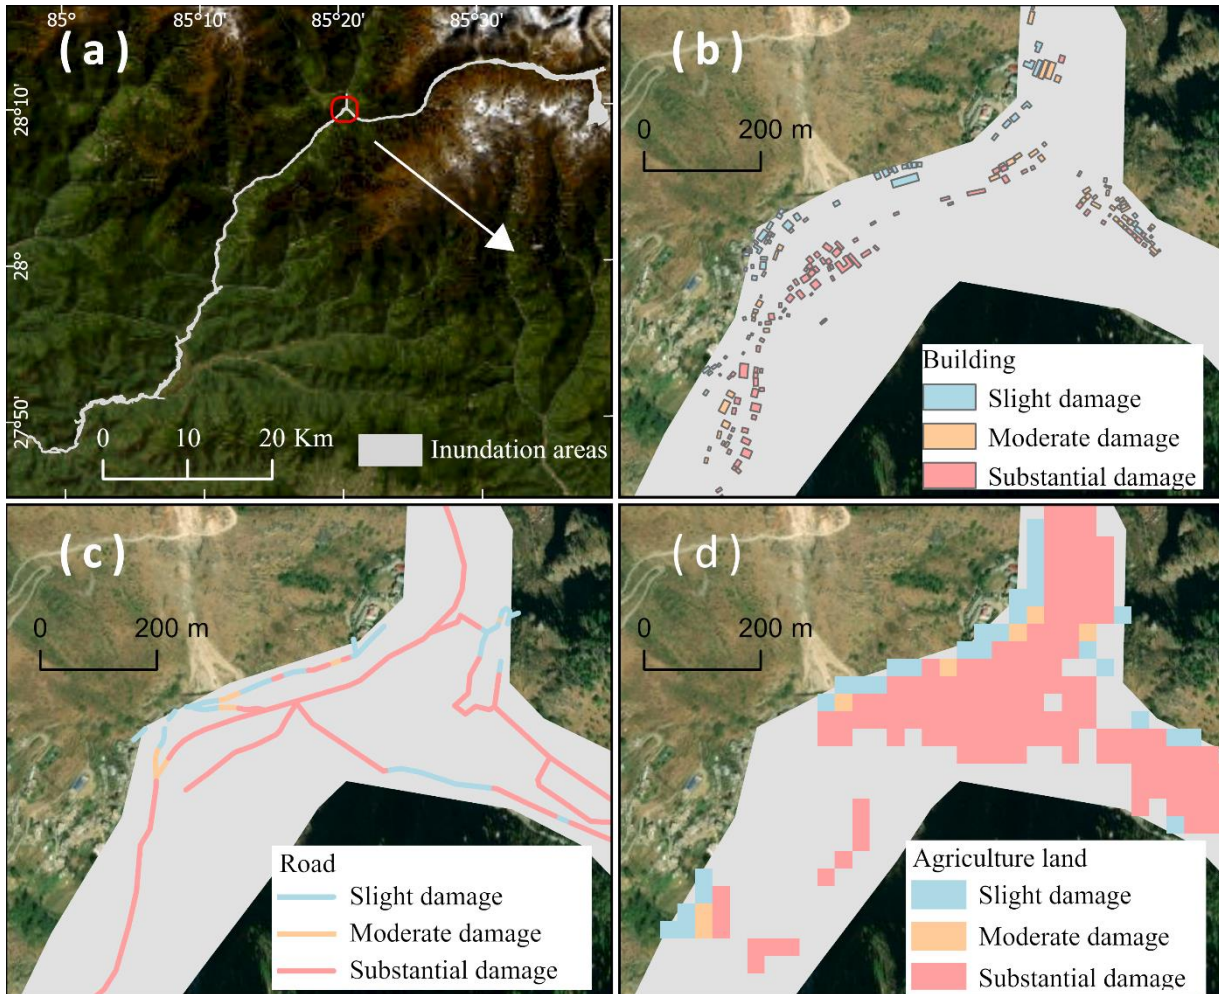 85° 85°10' 85°20' 85°30'
(a)
28°10'
28°
27°50'
0 10 20 Km
Inundation areas
(b)
0 200 m
Building
Slight damage
Moderate damage
Substantial damage
(c)
0 200 m
Road
Slight damage
Moderate damage
Substantial damage
(d)
0 200 m
Agriculture land
Slight damage
Moderate damage
Substantial damage